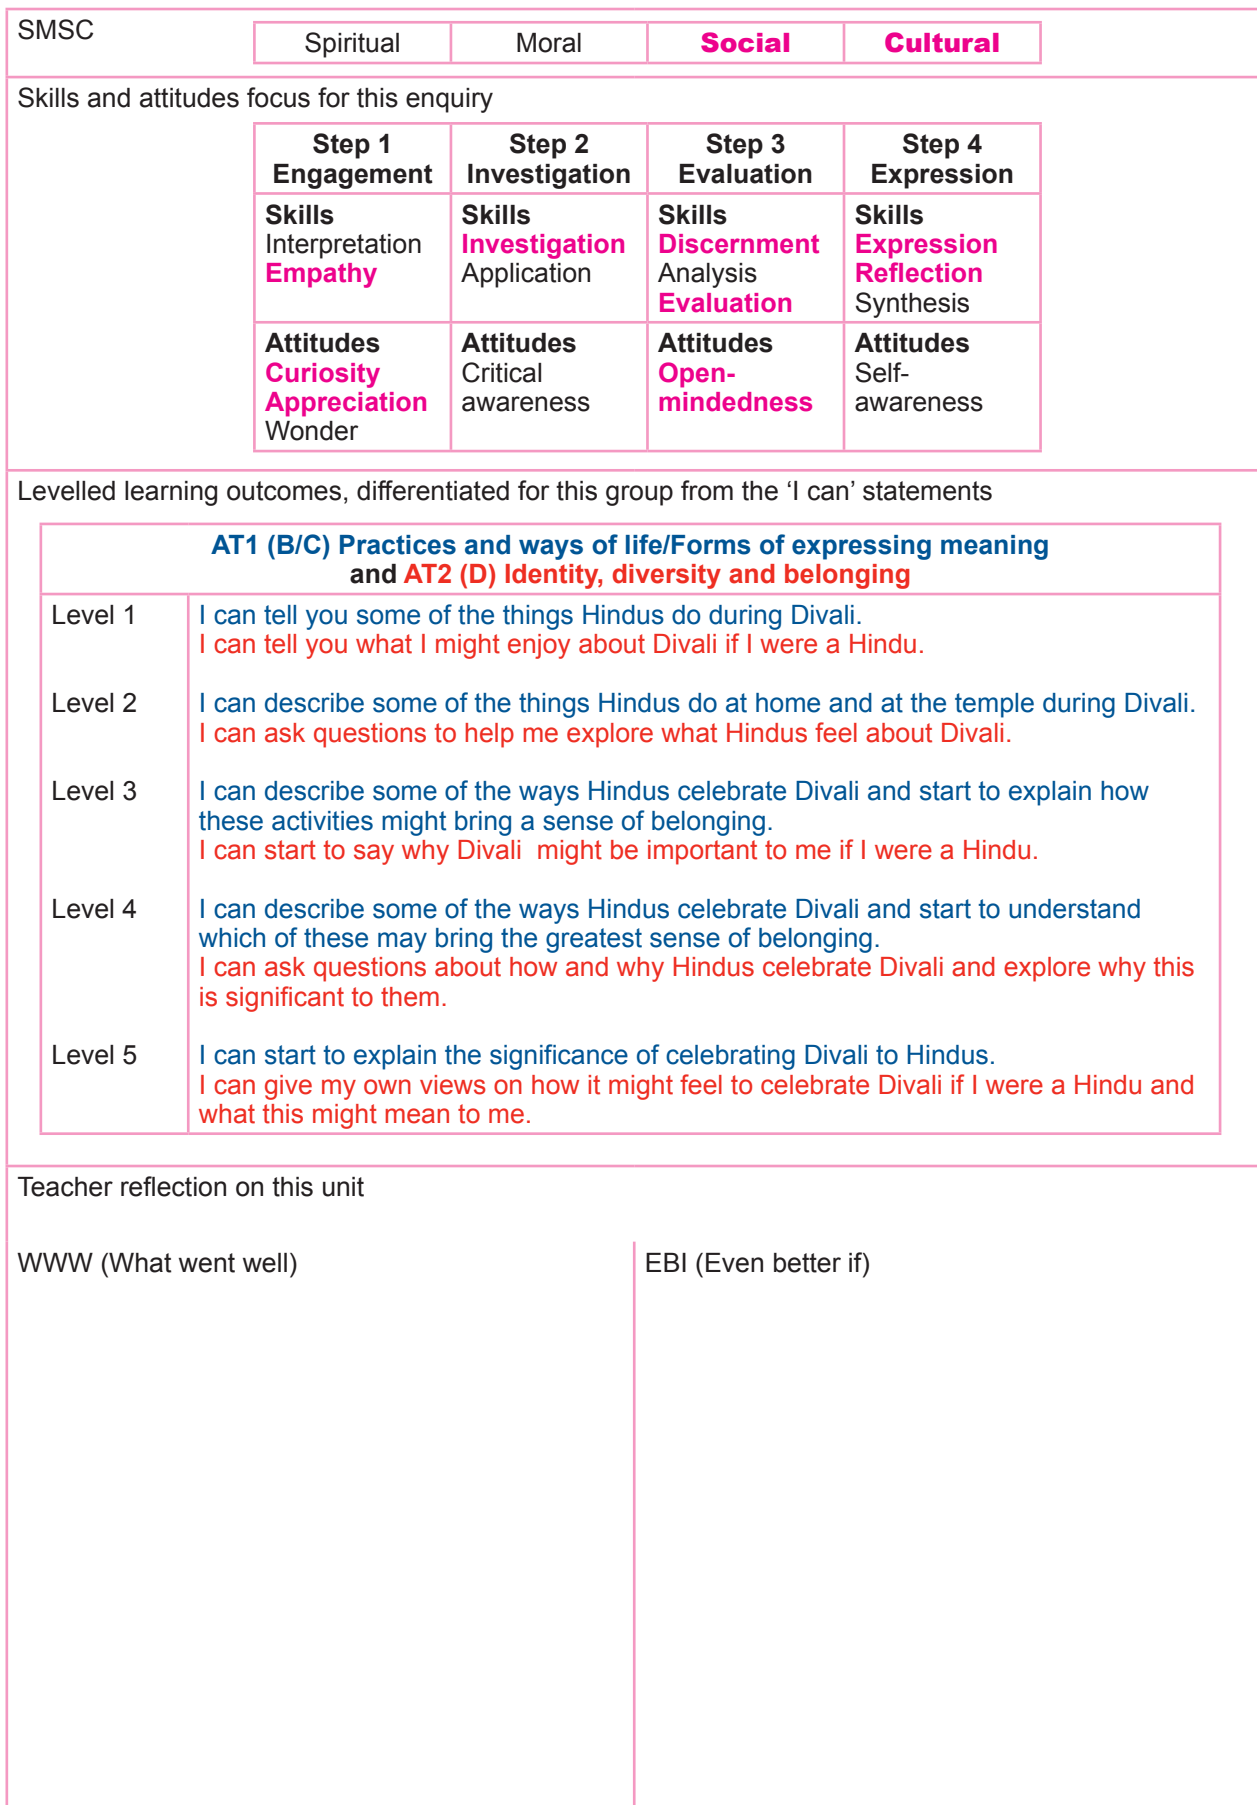 SMSC
Spiritual Moral Social Cultural
Skills and attitudes focus for this enquiry
Step 1 Step 2 Step 3 Step 4
Engagement Investigation Evaluation Expression
Skills Skills Skills Skills
Interpretation Investigation Discernment Expression
Empathy Application Analysis Reflection
Evaluation Synthesis
Attitudes Attitudes Attitudes Attitudes
Curiosity Critical Open- Self-
Appreciation awareness mindedness awareness
Wonder
Levelled learning outcomes, differentiated for this group from the ‘I can’ statements
AT1 (B/C) Practices and ways of life/Forms of expressing meaning
and AT2 (D) Identity, diversity and belonging
Level 1 I can tell you some of the things Hindus do during Divali.
I can tell you what I might enjoy about Divali if I were a Hindu.
Level 2 I can describe some of the things Hindus do at home and at the temple during Divali.
I can ask questions to help me explore what Hindus feel about Divali.
Level 3 I can describe some of the ways Hindus celebrate Divali and start to explain how
these activities might bring a sense of belonging.
I can start to say why Divali might be important to me if I were a Hindu.
Level 4 I can describe some of the ways Hindus celebrate Divali and start to understand
which of these may bring the greatest sense of belonging.
I can ask questions about how and why Hindus celebrate Divali and explore why this
is significant to them.
Level 5 I can start to explain the significance of celebrating Divali to Hindus.
I can give my own views on how it might feel to celebrate Divali if I were a Hindu and
what this might mean to me.
Teacher reflection on this unit
WWW (What went well) EBI (Even better if)